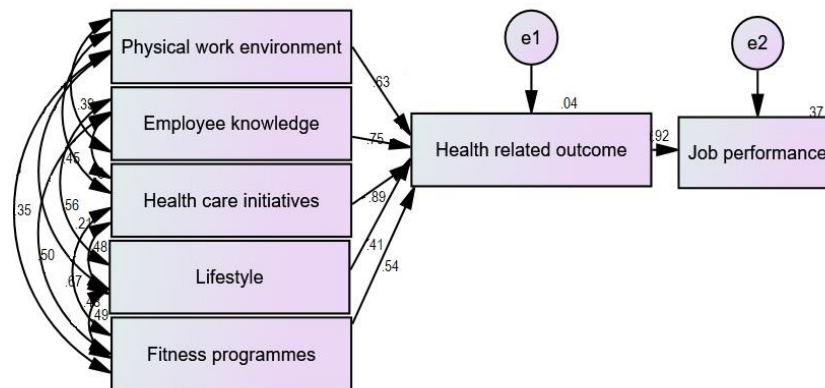 Physical work environment
Employee knowledge
Health care initiatives
Lifestyle
Fitness programmes
e1
e2
Health related outcome
Job performance
.63
.75
.89
.41
.54
.04
.92
.37
.39
.45
.56
.21
.48
.35
.50
.67
.49